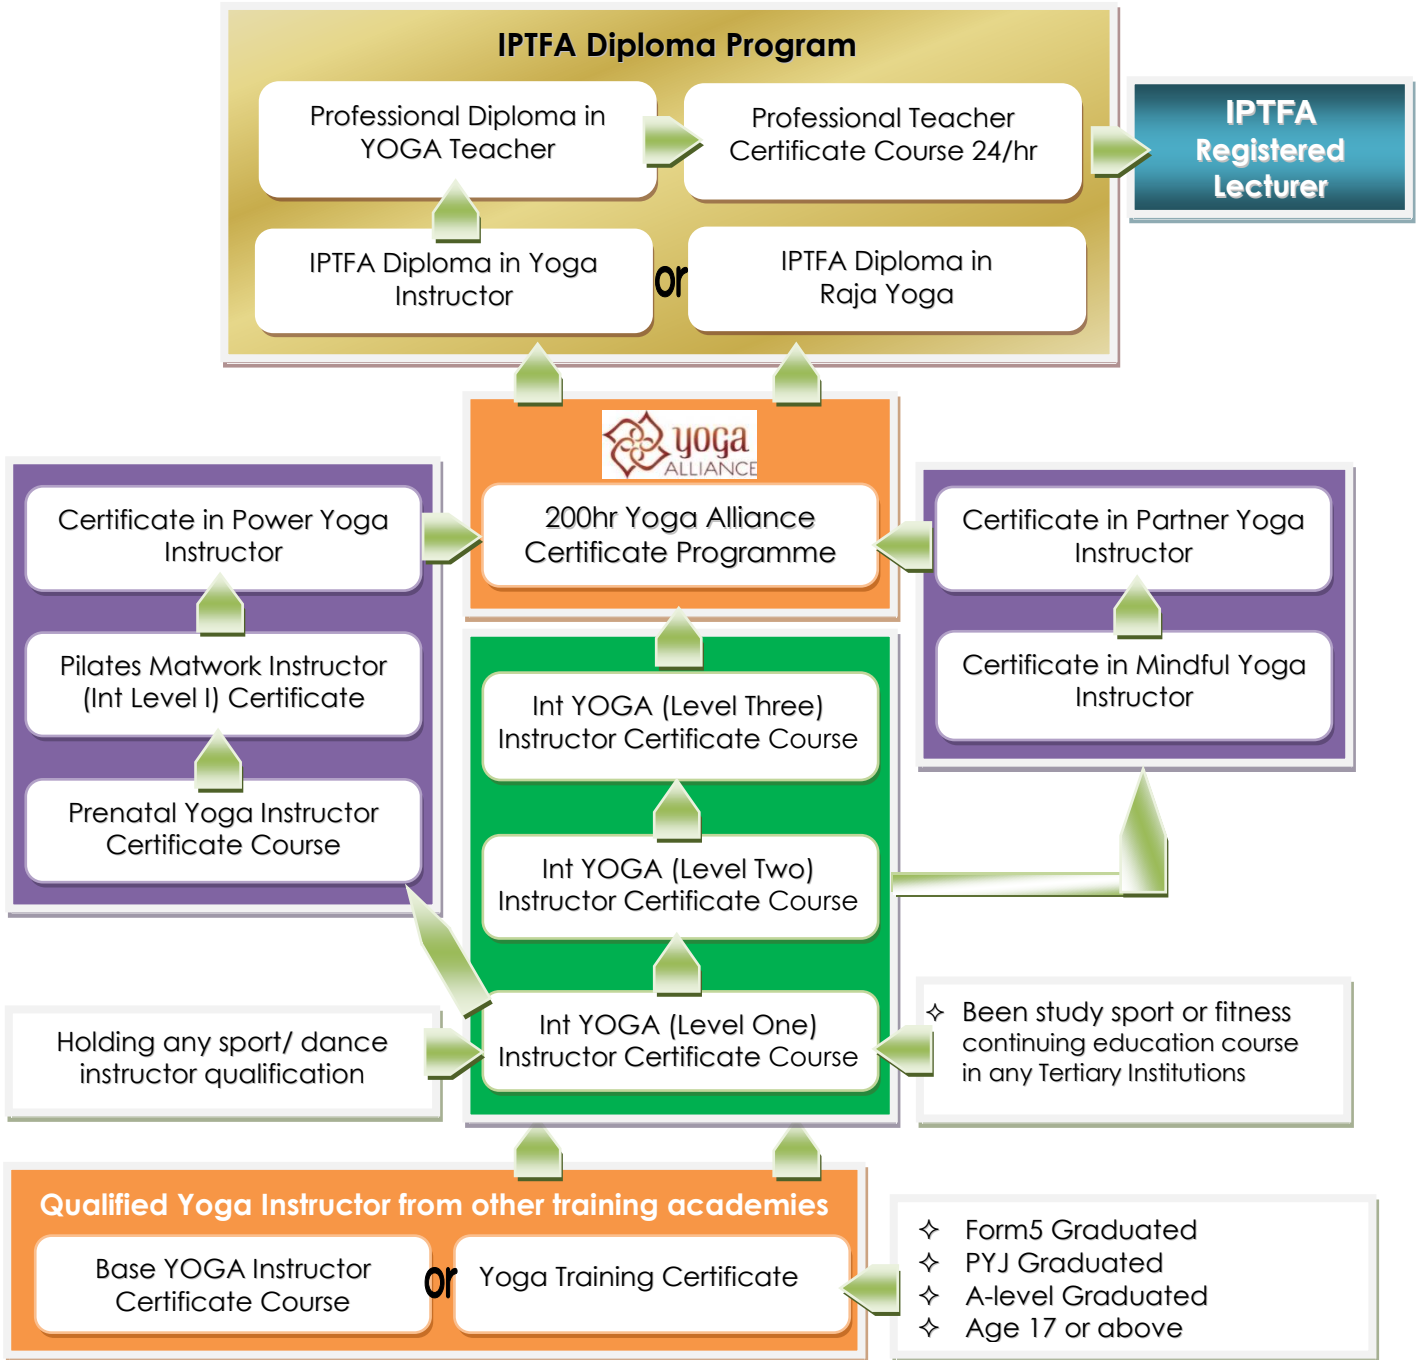 IPTFA Diploma Program
Professional Diploma in
YOGA Teacher
Professional Teacher
Certificate Course 24/hr
IPTFA
Registered
Lecturer
IPTFA Diploma in Yoga
Instructor
or
IPTFA Diploma in
Raja Yoga
yoga
ALLIANCE
200hr Yoga Alliance
Certificate Programme
Certificate in Power Yoga
Instructor
Pilates Matwork Instructor
(Int Level I) Certificate
Prenatal Yoga Instructor
Certificate Course
Certificate in Partner Yoga
Instructor
Certificate in Mindful Yoga
Instructor
Int YOGA (Level Three)
Instructor Certificate Course
Int YOGA (Level Two)
Instructor Certificate Course
Int YOGA (Level One)
Instructor Certificate Course
Holding any sport/ dance
instructor qualification
✧ Been study sport or fitness
continuing education course
in any Tertiary Institutions
Qualified Yoga Instructor from other training academies
Base YOGA Instructor
Certificate Course
or
Yoga Training Certificate
✧ Form5 Graduated
✧ PYJ Graduated
✧ A-level Graduated
✧ Age 17 or above